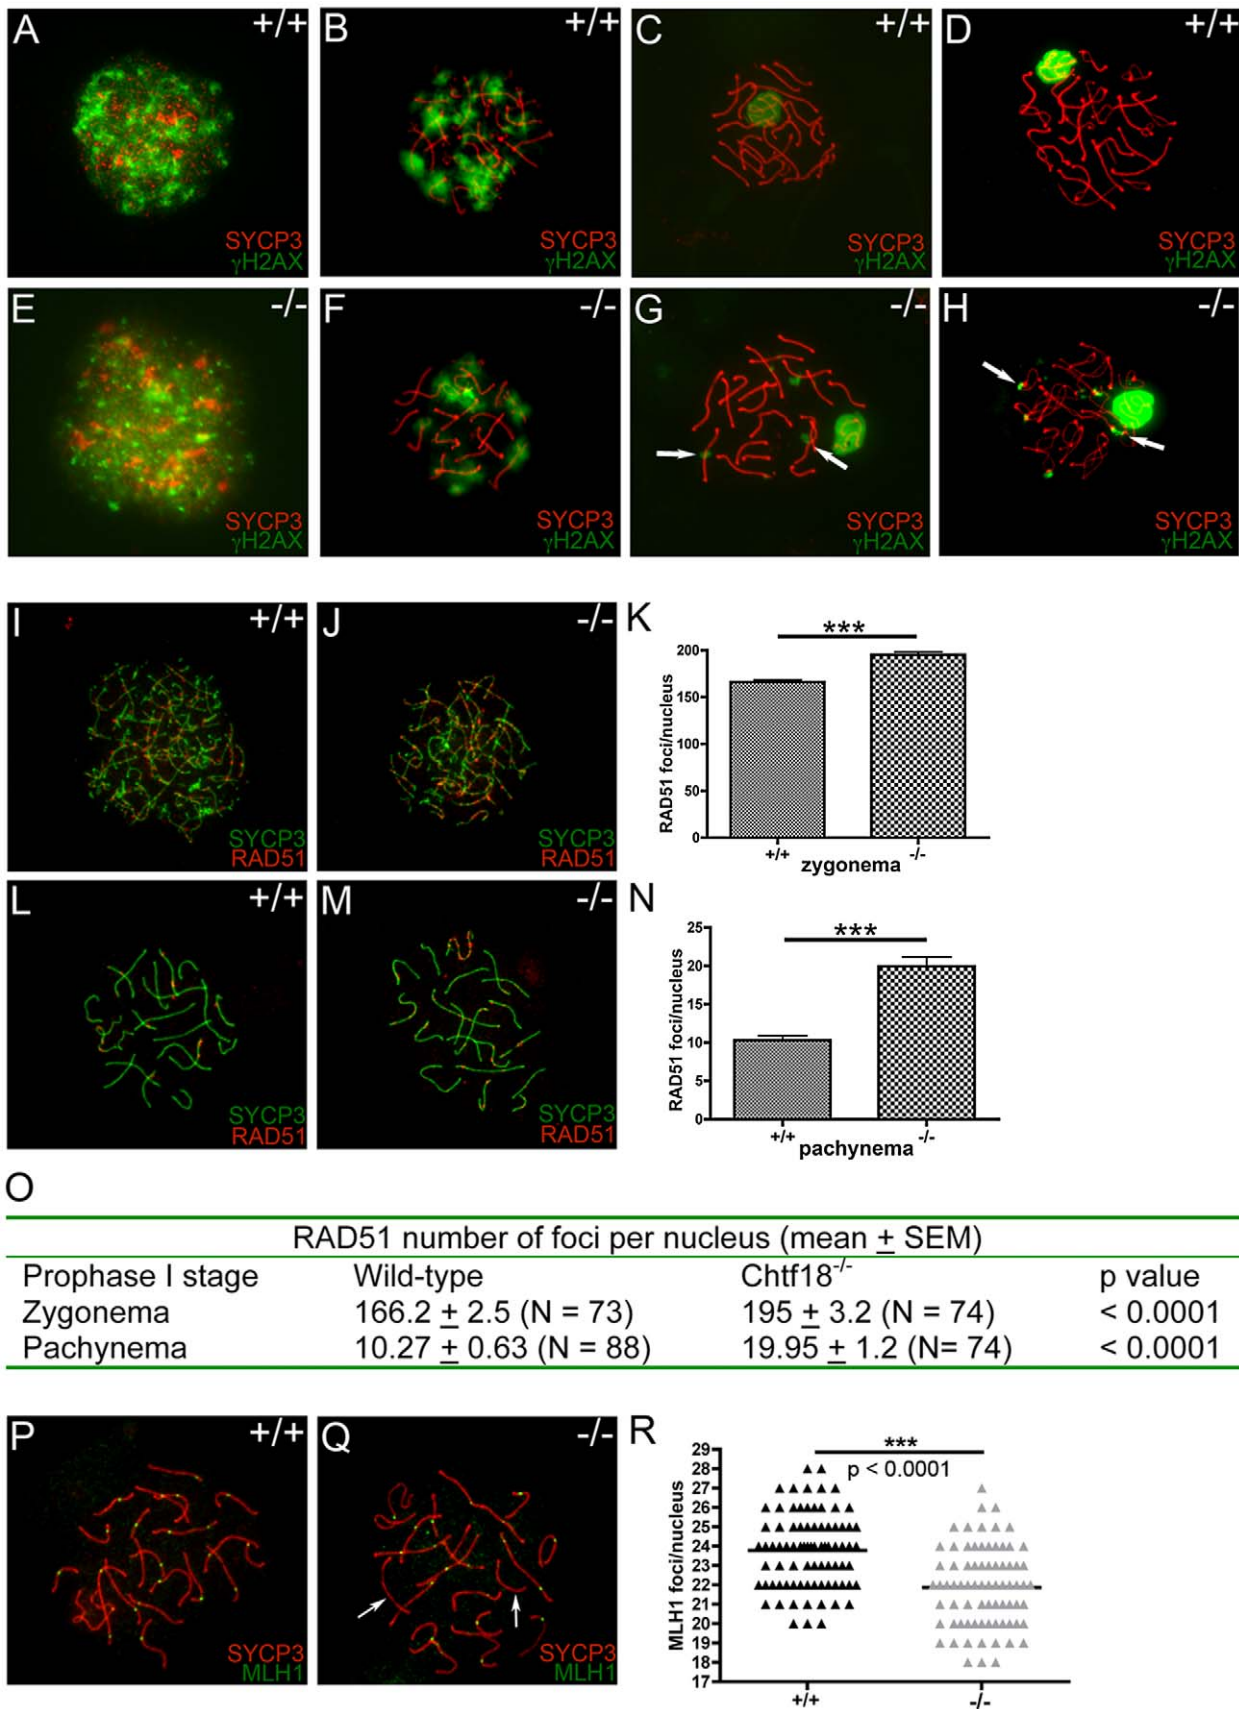 A +/+ B +/+ C +/+ D +/+
SYCP3 SYCP3 SYCP3 SYCP3
γH2AX γH2AX γH2AX γH2AX
E -/- F -/- G -/- H -/-
SYCP3 SYCP3 SYCP3 SYCP3
γH2AX γH2AX γH2AX γH2AX
I +/+ J -/-
SYCP3 SYCP3
RAD51 RAD51
K
***
RAD51 foci/nucleus
200
150
100
50
0
+/+ -/-
zygonema
L +/+ M -/-
SYCP3 SYCP3
RAD51 RAD51
N
***
RAD51 foci/nucleus
25
20
15
10
5
0
+/+ -/-
pachynema
O
RAD51 number of foci per nucleus (mean ± SEM)
Prophase I stage Wild-type Chtf18-/- p value
Zygonema 166.2 ± 2.5 (N = 73) 195 ± 3.2 (N = 74) < 0.0001
Pachynema 10.27 ± 0.63 (N = 88) 19.95 ± 1.2 (N= 74) < 0.0001
P +/+ Q -/-
SYCP3 SYCP3
MLH1 MLH1
R
***
p < 0.0001
MLH1 foci/nucleus
29
28
27
26
25
24
23
22
21
20
19
18
17
+/+ -/-